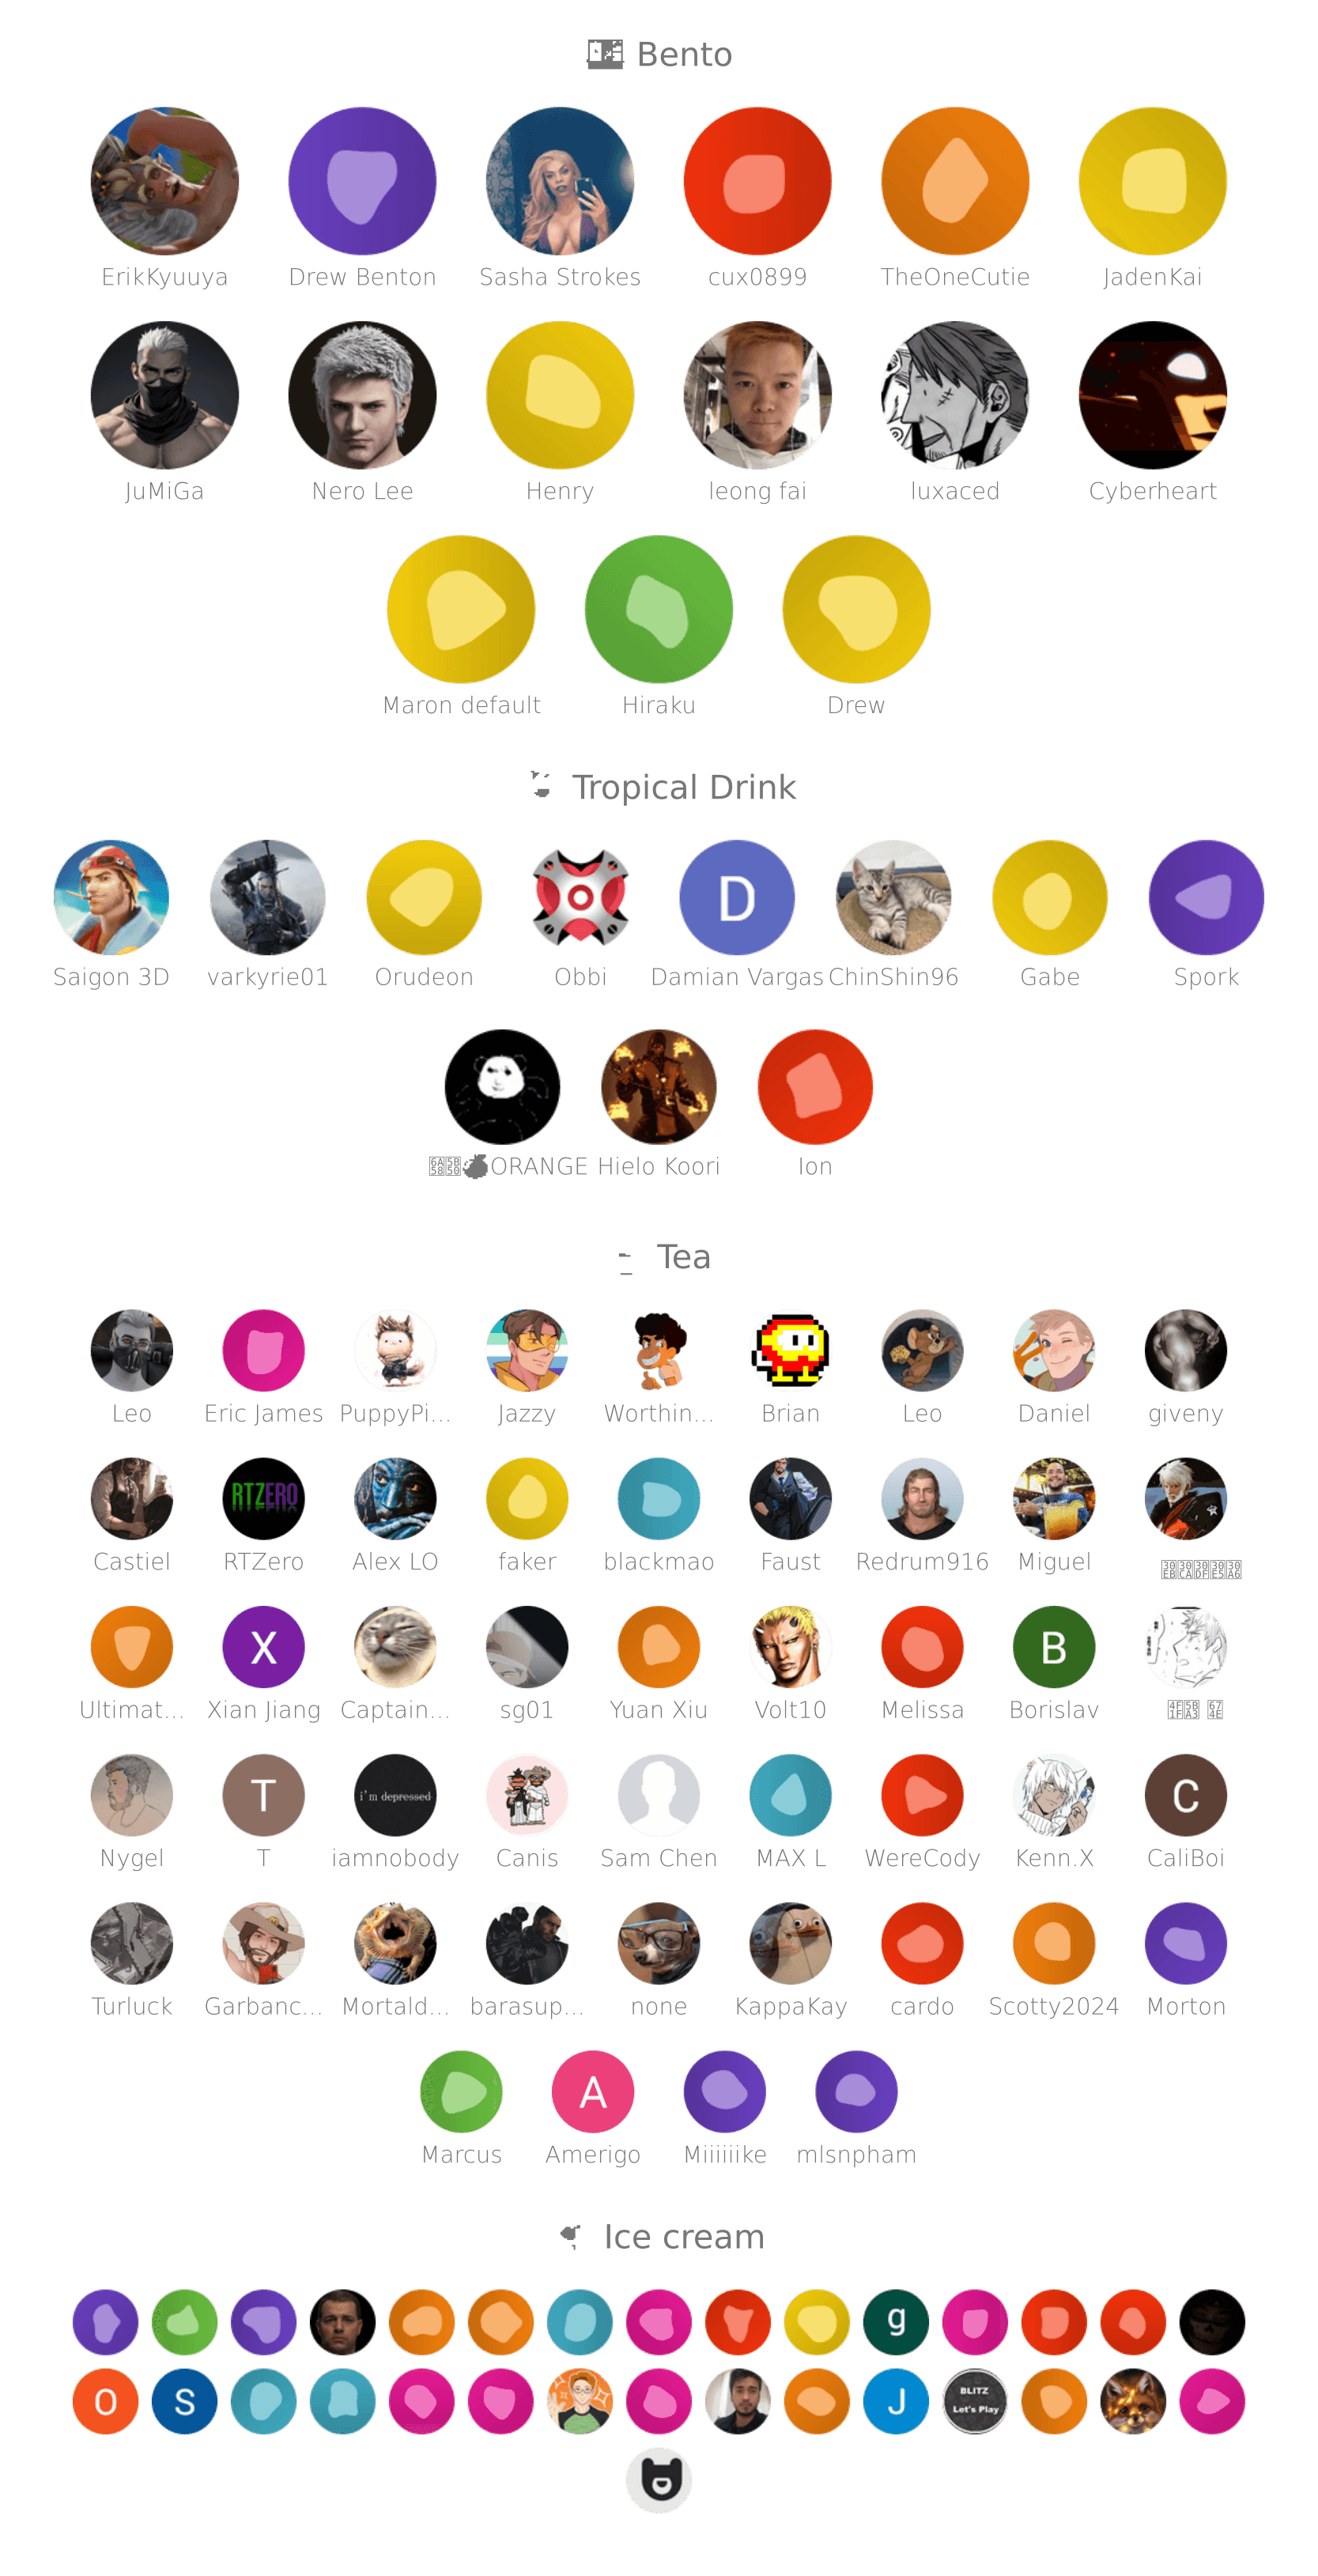 Bento
ErikKyuuya Drew Benton Sasha Strokes cux0899 TheOneCutie JadenKai
JuMiGa Nero Lee Henry leong fai luxaced Cyberheart
Maron default Hiraku Drew
Tropical Drink
D
Saigon 3D varkyrie01 Orudeon Obbi Damian Vargas ChinShin96 Gabe Spork
ORANGE Hielo Koori Ion
Tea
Leo Eric James PuppyPi... Jazzy Worthin... Brian Leo Daniel giveny
RTZERO
Castiel RTZero Alex LO faker blackmao Faust Redrum916 Miguel
X B
Ultimat... Xian Jiang Captain... sg01 Yuan Xiu Volt10 Melissa Borislav
T i'm depressed C
Nygel T iamnobody Canis Sam Chen MAX L WereCody Kenn.X CaliBoi
Turluck Garbanc... Mortald... barasup... none KappaKay cardo Scotty2024 Morton
A
Marcus Amerigo Miiiiiike mlsnpham
Ice cream
g
O S J BLITZ
Let's Play